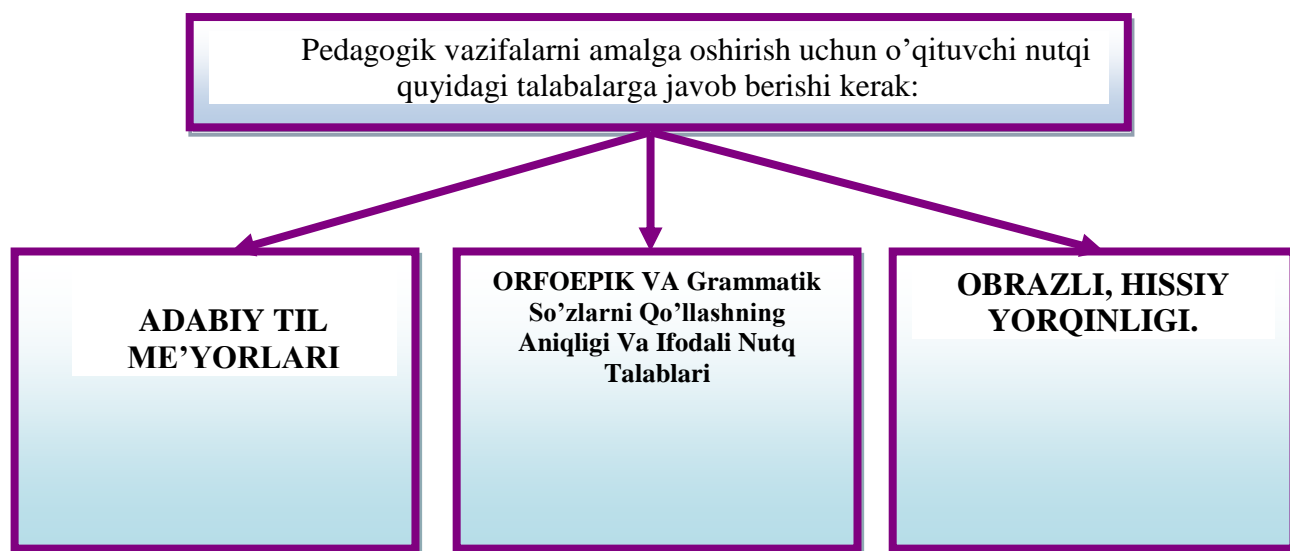 Pedagogik vazifalarni amalga oshirish uchun o’qituvchi nutqi
quyidagi talabalarga javob berishi kerak:
ADABIY TIL
ME’YORLARI
ORFOEPIK VA Grammatik
So’zlarni Qo’llashning
Aniqligi Va Ifodali Nutq
Talablari
OBRAZLI, HISSIY
YORQINLIGI.